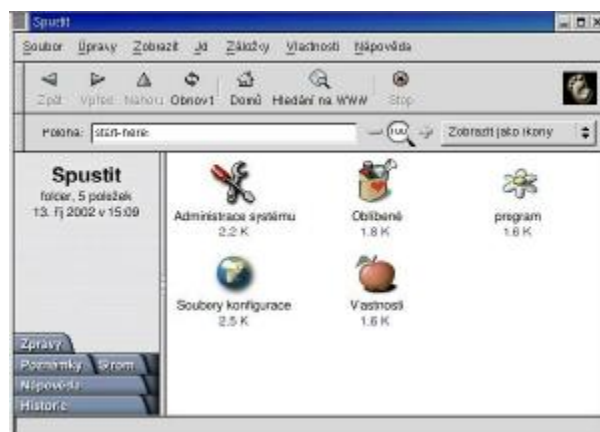 Spustit
Soubor Úpravy Zobrazit Jdi Záložky Vlastnosti Nápověda
Zpět Vpřed Nahoru Obnovit Domů Hledání na WWW Stop
Poloha: start-here: 100 Zobrazit jako Ikony
Spustit
folder, 5 položek
13. říj 2002 v 15:09
Administrace systému
2.2 K
Oblíbené
1.8 K
program
1.6 K
Soubory konfigurace
2.5 K
Vlastnosti
1.6 K
Zprávy
Poznámky Strom
Nápověda
Historie